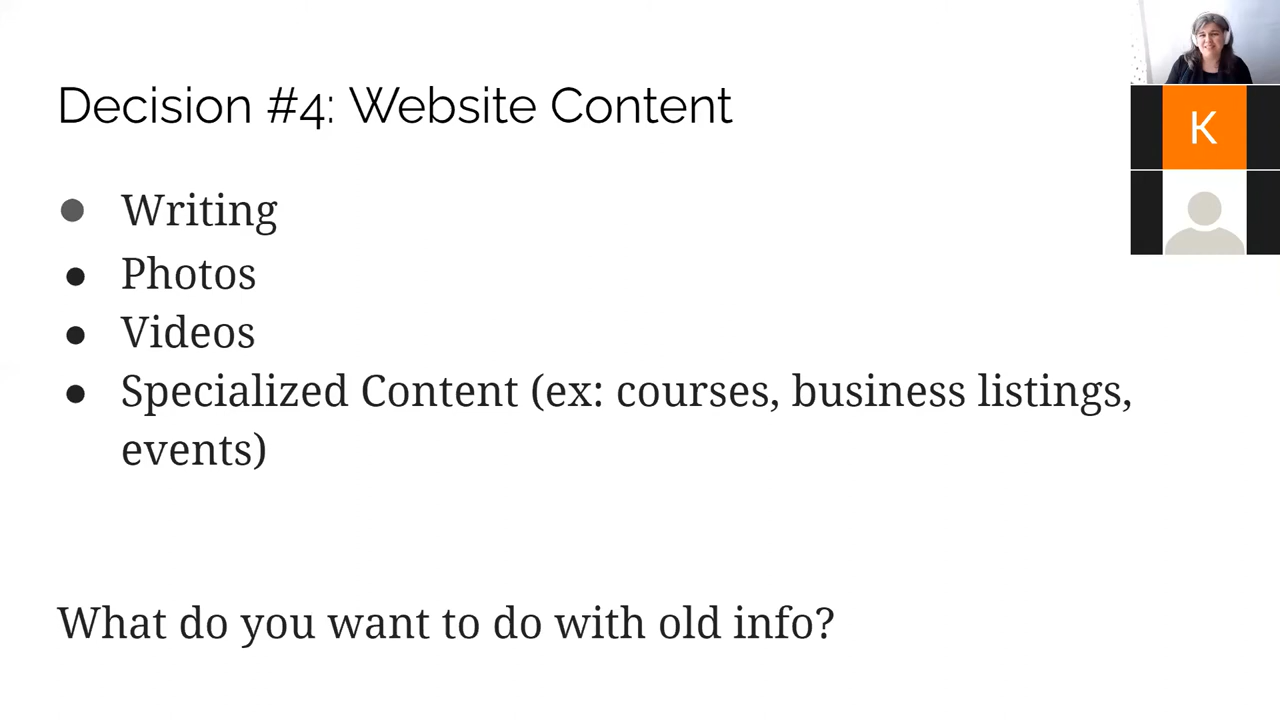 Decision #4: Website Content
● Writing
● Photos
● Videos
● Specialized Content (ex: courses, business listings,
events)
What do you want to do with old info?
K